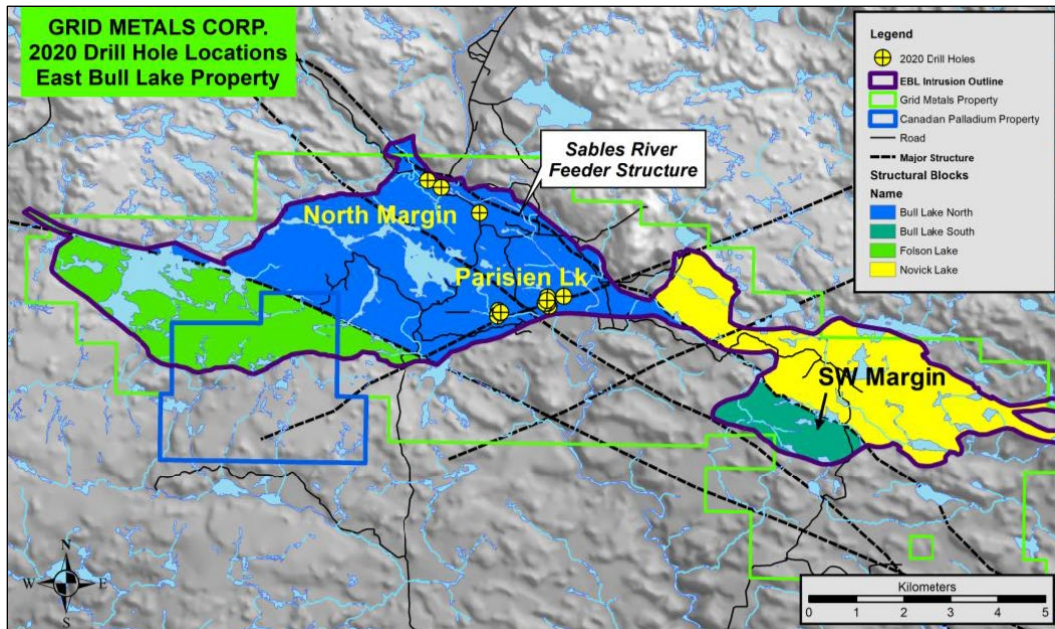 GRID METALS CORP.
2020 Drill Hole Locations
East Bull Lake Property
Sables River
Feeder Structure
North Margin
Parisien Lk
SW Margin
Legend
2020 Drill Holes
EBL Intrusion Outline
Grid Metals Property
Canadian Palladium Property
Road
Major Structure
Structural Blocks
Name
Bull Lake North
Bull Lake South
Folson Lake
Novick Lake
N
W E
S
Kilometers
0 1 2 3 4 5